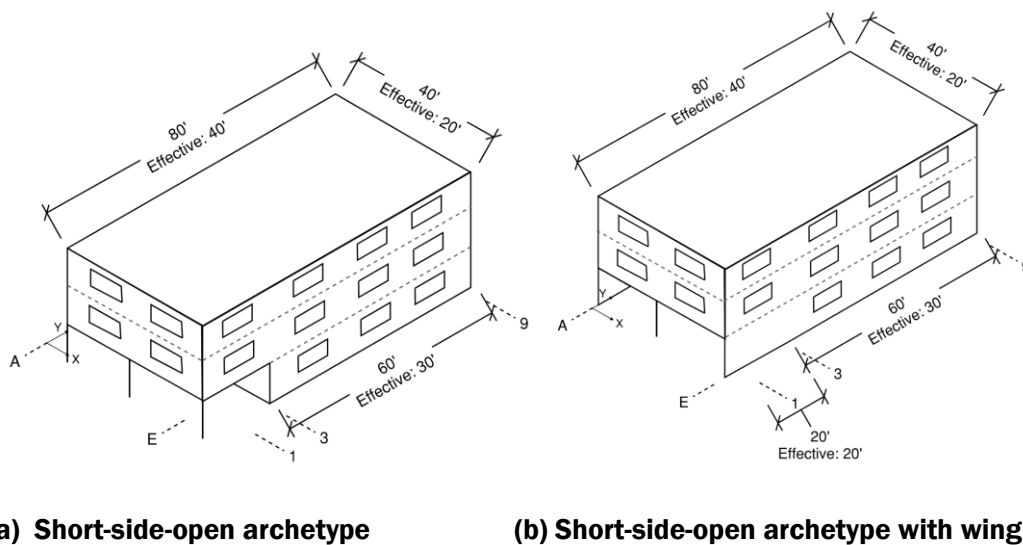 80'
Effective: 40'
40'
Effective: 20'
Y
X
A
E
1
3
9
60'
Effective: 30'
80'
Effective: 40'
40'
Effective: 20'
Y
X
A
E
1
3
60'
Effective: 30'
20'
Effective: 20'
a) Short-side-open archetype
(b) Short-side-open archetype with wing